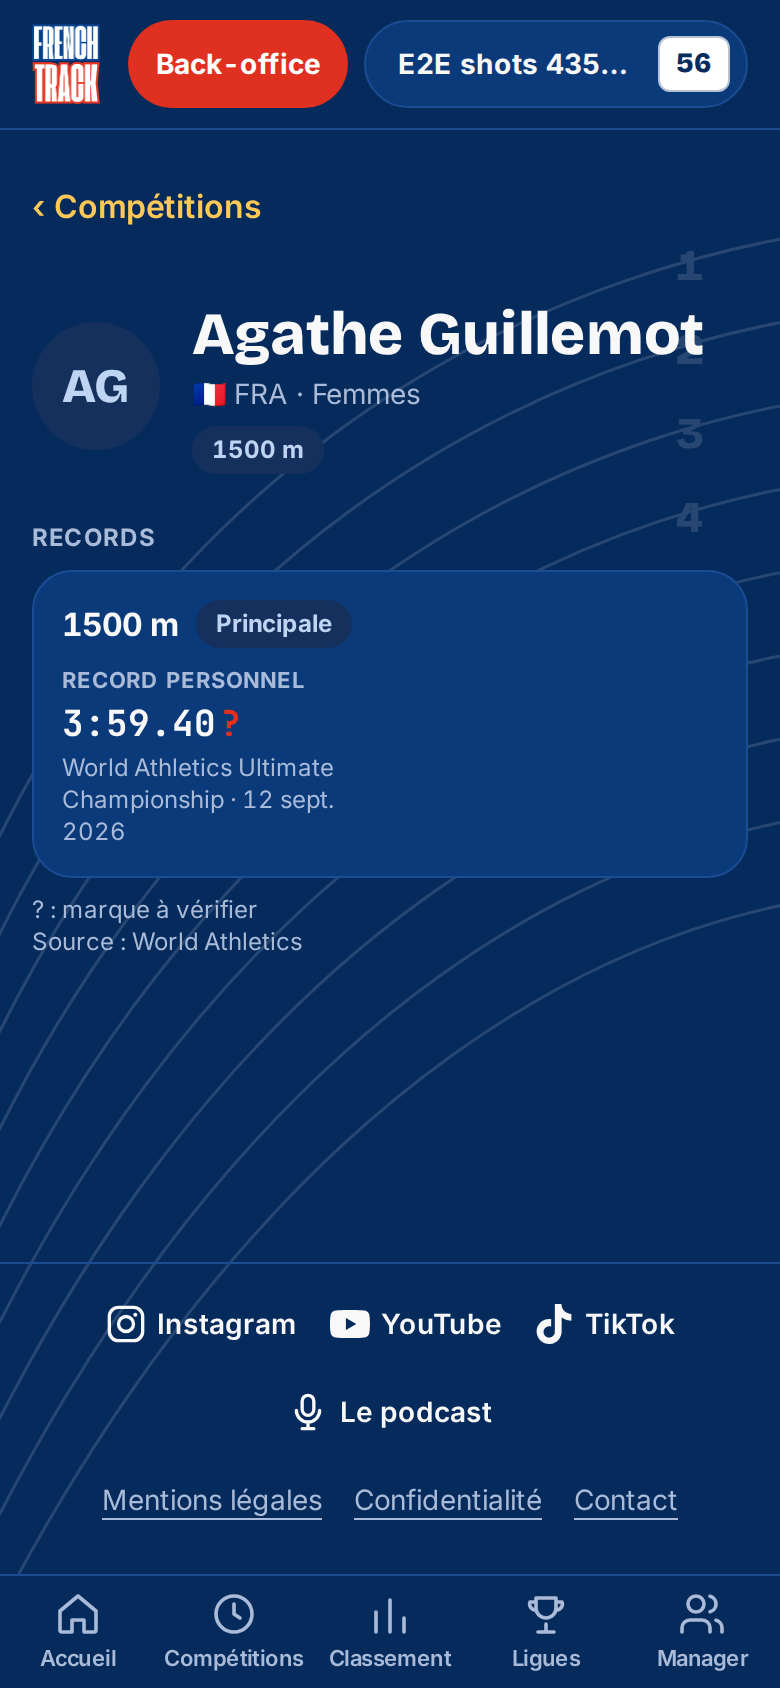 FRENCH
TRACK
Back-office
E2E shots 435...
56
‹ Compétitions
1
Agathe Guillemot
2
AG
🇫🇷 FRA · Femmes
3
1500 m
4
RECORDS
1500 m
Principale
RECORD PERSONNEL
3:59.40?
World Athletics Ultimate
Championship · 12 sept.
2026
? : marque à vérifier
Source : World Athletics
Instagram
YouTube
TikTok
Le podcast
Mentions légales
Confidentialité
Contact
Accueil
Compétitions
Classement
Ligues
Manager